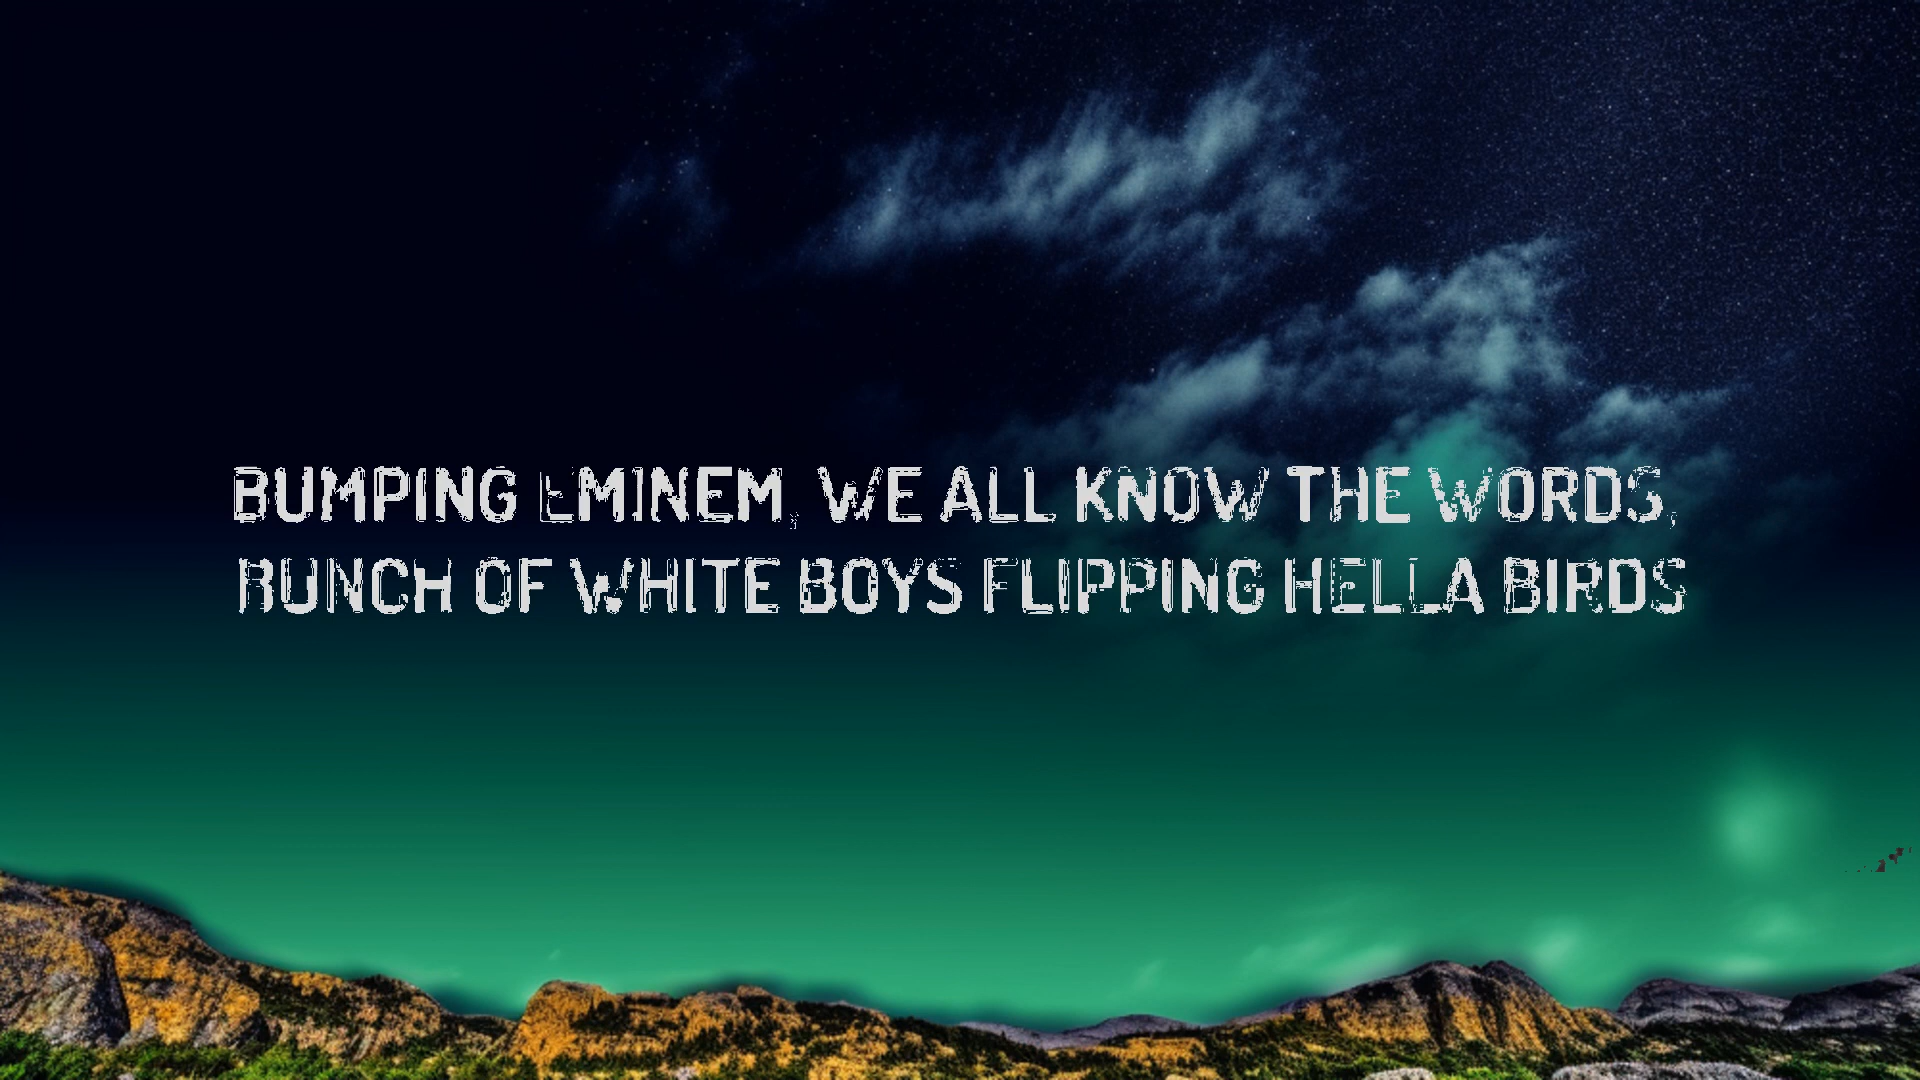 BUMPING EMINEM, WE ALL KNOW THE WORDS,
BUNCH OF WHITE BOYS FLIPPING HELLA BIRDS